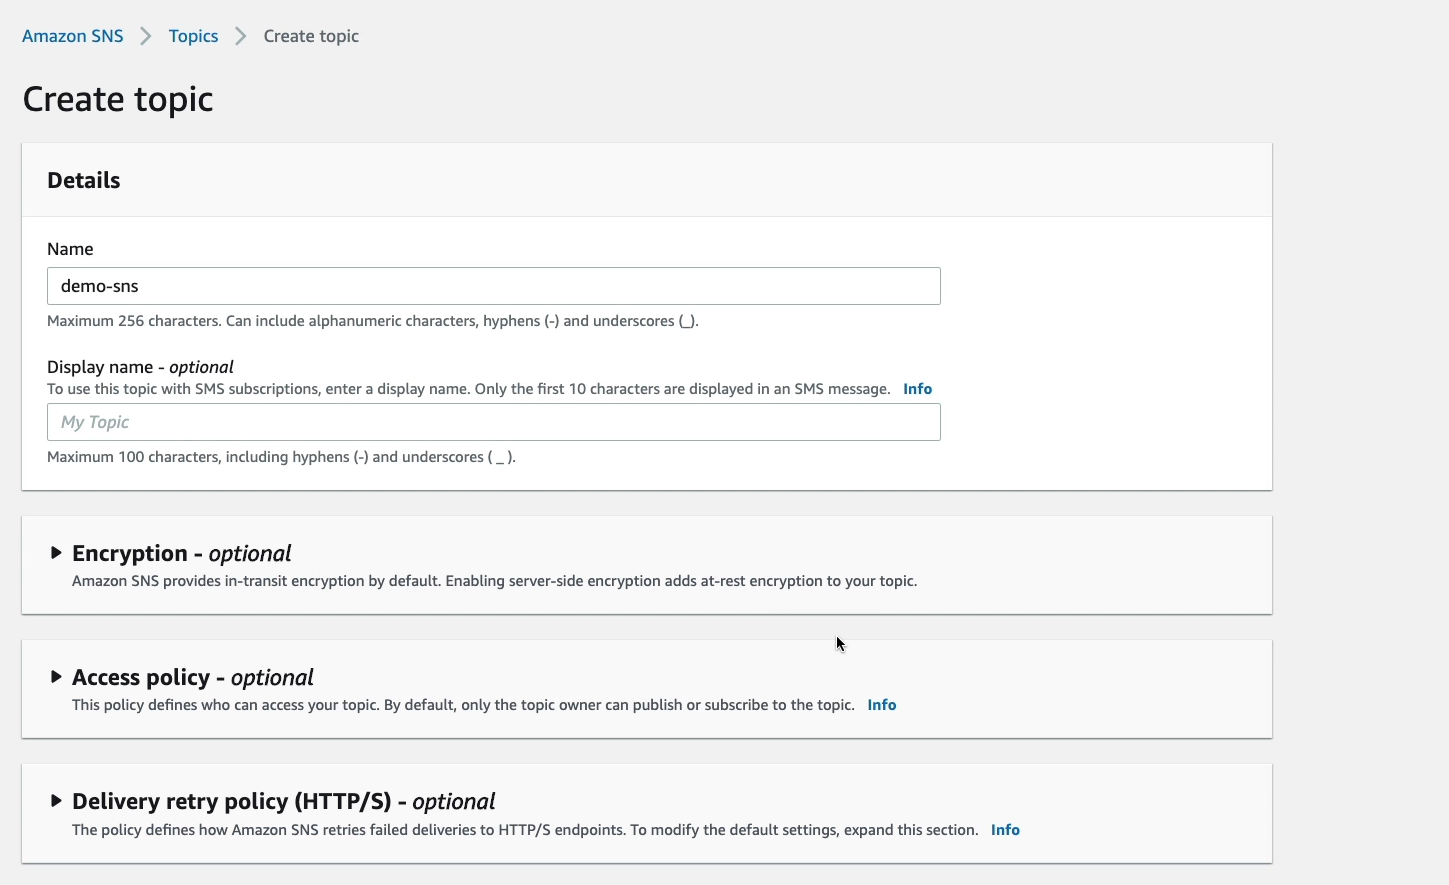 Amazon SNS > Topics > Create topic
Create topic
Details
Name
demo-sns
Maximum 256 characters. Can include alphanumeric characters, hyphens (-) and underscores (_).
Display name - optional
To use this topic with SMS subscriptions, enter a display name. Only the first 10 characters are displayed in an SMS message. Info
My Topic
Maximum 100 characters, including hyphens (-) and underscores ( _ ).
Encryption - optional
Amazon SNS provides in-transit encryption by default. Enabling server-side encryption adds at-rest encryption to your topic.
Access policy - optional
This policy defines who can access your topic. By default, only the topic owner can publish or subscribe to the topic. Info
Delivery retry policy (HTTP/S) - optional
The policy defines how Amazon SNS retries failed deliveries to HTTP/S endpoints. To modify the default settings, expand this section. Info